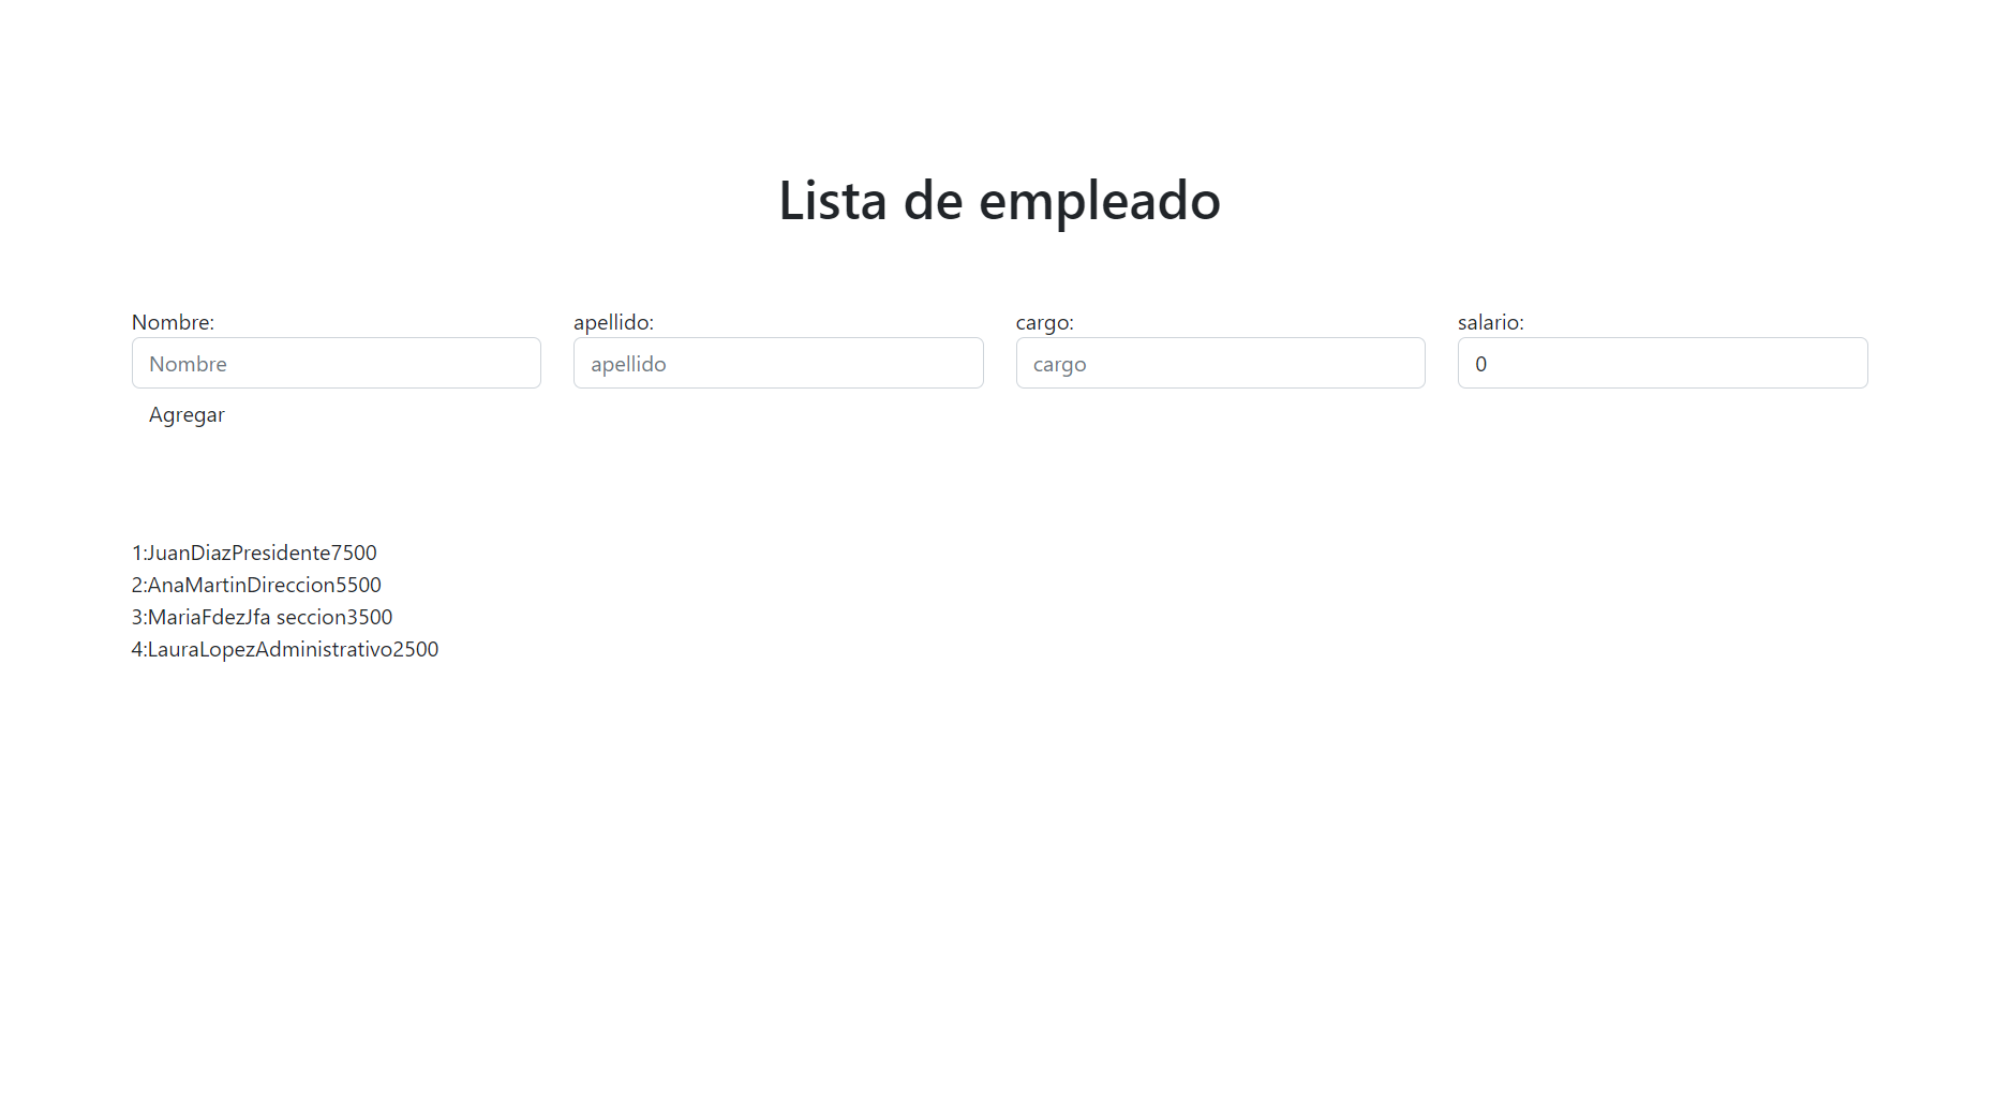 Lista de empleado
Nombre: apellido: cargo: salario:
Nombre apellido cargo 0
Agregar
1:JuanDiazPresidente7500
2:AnaMartinDireccion5500
3:MariaFdezJfa seccion3500
4:LauraLopezAdministrativo2500